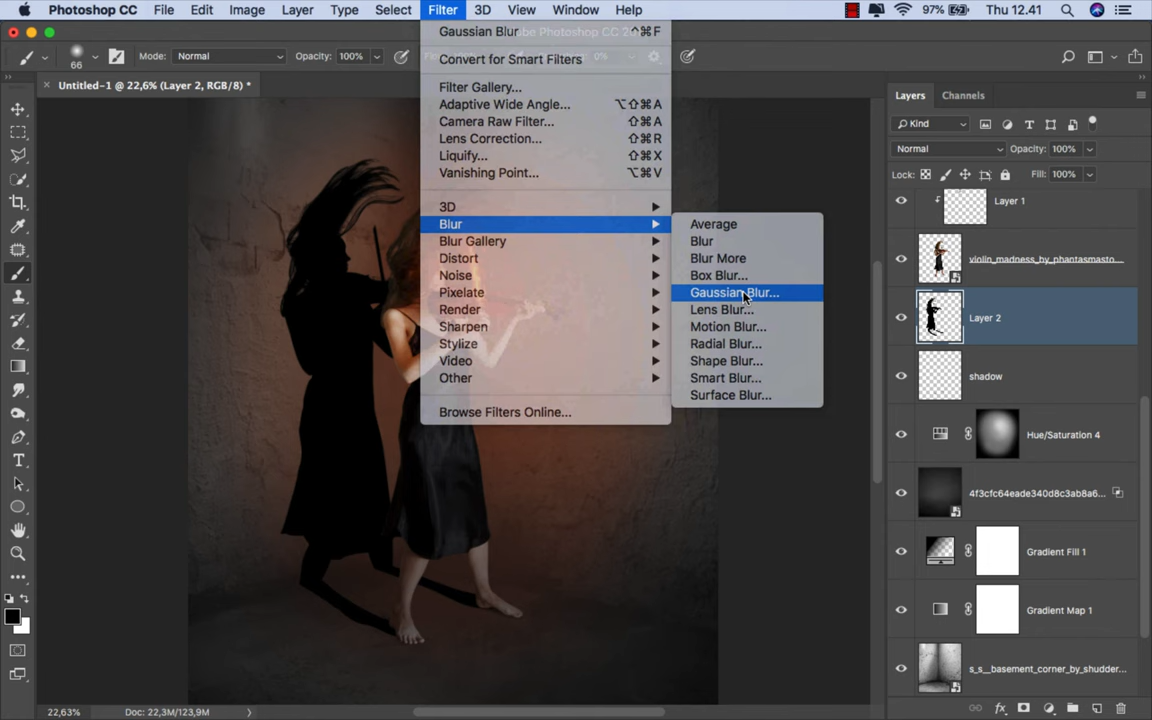 Photoshop CC File Edit Image Layer Type Select Filter 3D View Window Help 97% Thu 12.41
Gaussian Blur ⌃⌘F
Adobe Photoshop CC 2
66 Mode: Normal Opacity: 100% 0%
Convert for Smart Filters
× Untitled-1 @ 22,6% (Layer 2, RGB/8) *
Filter Gallery...
Adaptive Wide Angle... ⌥⇧⌘A
Camera Raw Filter... ⇧⌘A
Lens Correction... ⇧⌘R
Liquify... ⇧⌘X
Vanishing Point... ⌥⌘V
3D
Blur
Blur Gallery
Distort
Noise
Pixelate
Render
Sharpen
Stylize
Video
Other
Browse Filters Online...
Average
Blur
Blur More
Box Blur...
Gaussian Blur...
Lens Blur...
Motion Blur...
Radial Blur...
Shape Blur...
Smart Blur...
Surface Blur...
Layers Channels
Kind
Normal Opacity: 100%
Lock: Fill: 100%
Layer 1
violin_madness_by_phantasmasto...
Layer 2
shadow
Hue/Saturation 4
4f3cfc64eade340d8c3ab8a6...
Gradient Fill 1
Gradient Map 1
s_s__basement_corner_by_shudder...
22,63% Doc: 22,3M/123,9M